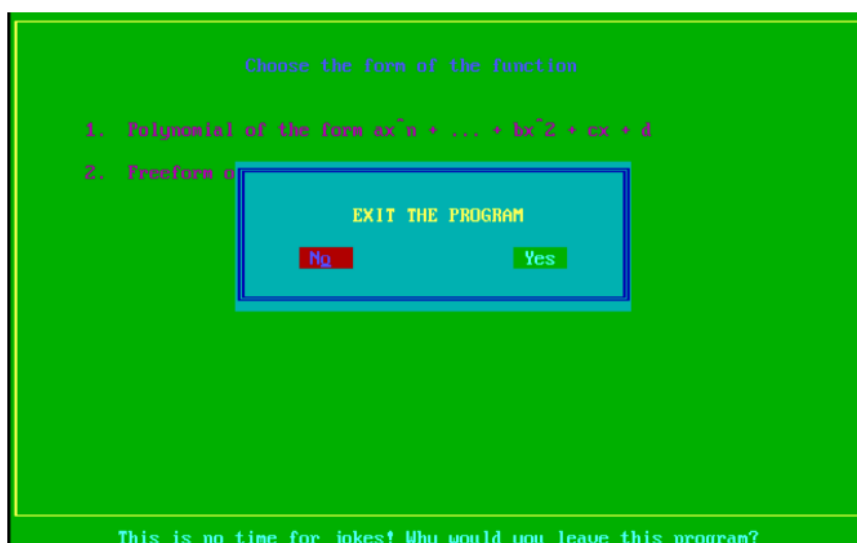 Choose the form of the function
1. Polynomial of the form ax^n + ... + bx^2 + cx + d
2. Freeform o
EXIT THE PROGRAM
No Yes
This is no time for jokes! Why would you leave this program?